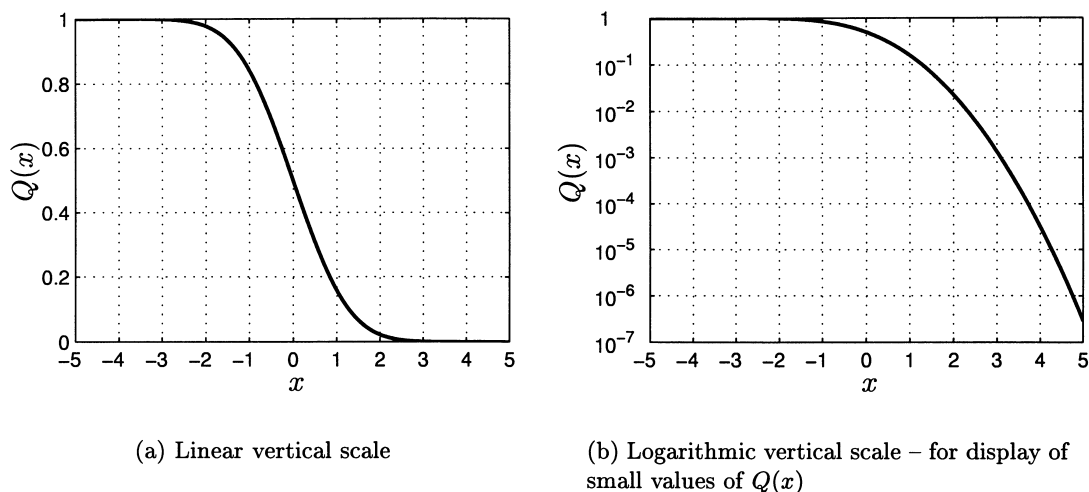 1
0.8
0.6
0.4
0.2
0
Q(x)
−5 −4 −3 −2 −1 0 1 2 3 4 5
x
(a) Linear vertical scale
1
10⁻¹
10⁻²
10⁻³
10⁻⁴
10⁻⁵
10⁻⁶
10⁻⁷
Q(x)
−5 −4 −3 −2 −1 0 1 2 3 4 5
x
(b) Logarithmic vertical scale – for display of
small values of Q(x)